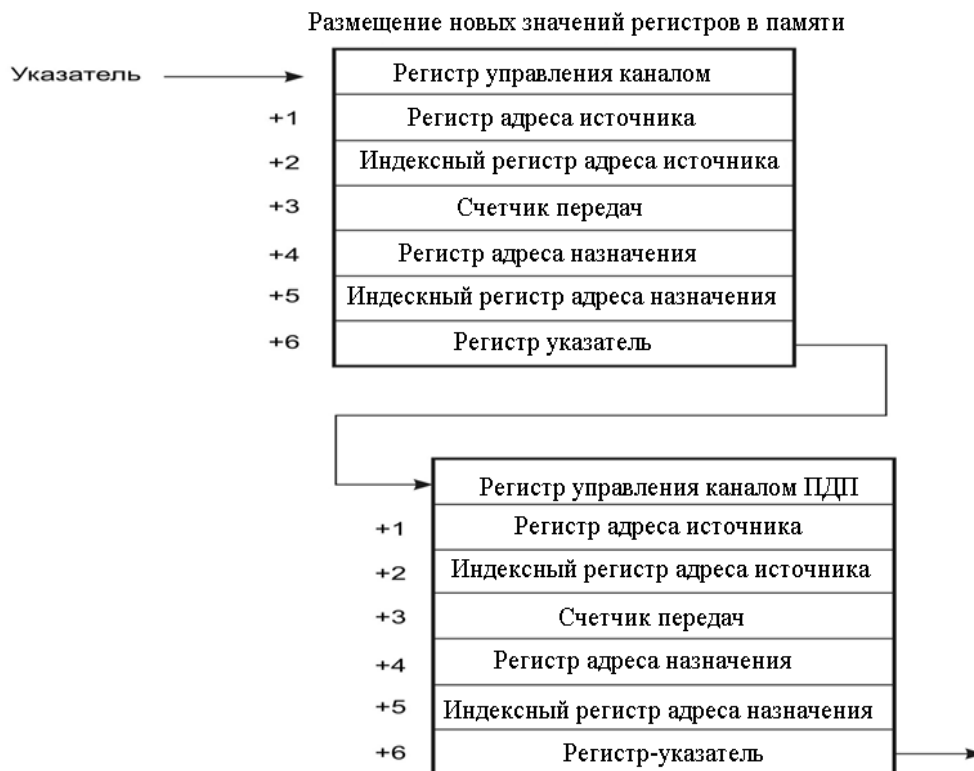 Размещение новых значений регистров в памяти
Указатель
Регистр управления каналом
+1 Регистр адреса источника
+2 Индексный регистр адреса источника
+3 Счетчик передач
+4 Регистр адреса назначения
+5 Индескный регистр адреса назначения
+6 Регистр указатель
Регистр управления каналом ПДП
+1 Регистр адреса источника
+2 Индексный регистр адреса источника
+3 Счетчик передач
+4 Регистр адреса назначения
+5 Индексный регистр адреса назначения
+6 Регистр-указатель